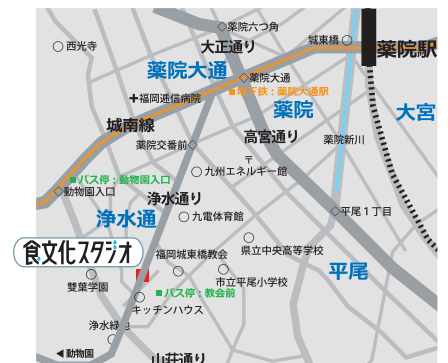 薬院六つ角
城東橋
西光寺
大正通り
薬院駅
薬院大通
薬院大通
■地下鉄：薬院大通駅
福岡逓信病院
薬院
大宮
城南線
高宮通り
薬院交番前
薬院新川
〒
九州エネルギー館
■バス停：動物園入口
動物園入口
浄水通り
浄水通
九電体育館
平尾１丁目
食文化スタジオ
福岡城東橋教会
県立中央高等学校
平尾
雙葉学園
市立平尾小学校
■バス停：教会前
キッチンハウス
浄水緑地
◀動物園
山荘通り